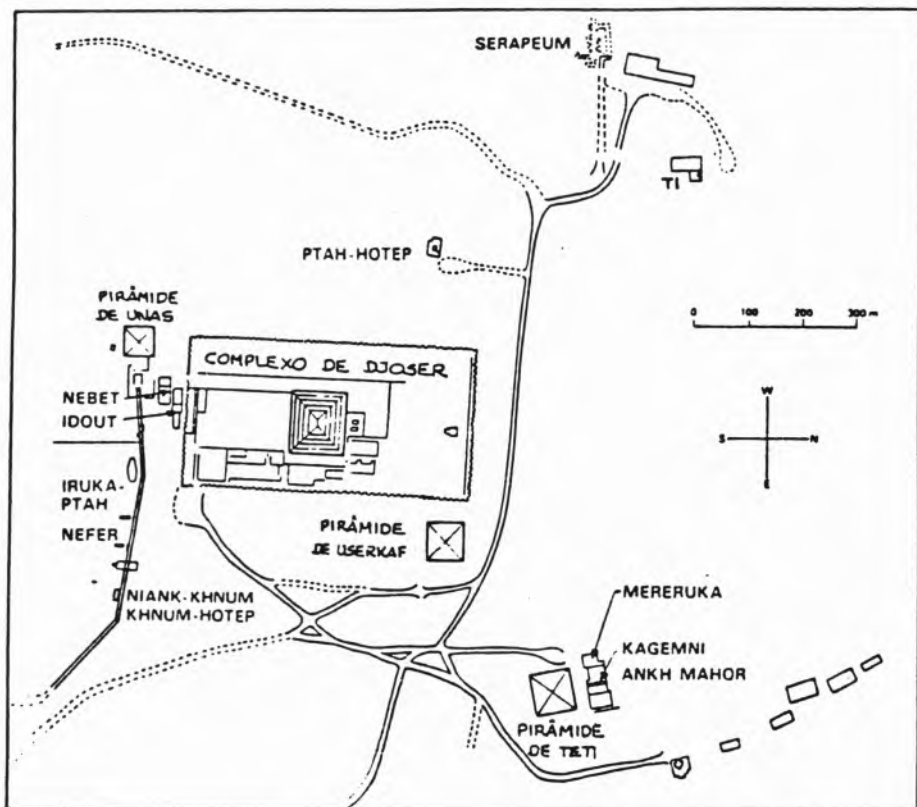 SERAPEUM
TI
PTAH-HOTEP
PIRÂMIDE
DE UNAS
0 100 200 300 m
COMPLEXO DE DJOSER
NEBET
IDOUT
W
S N
E
IRUKA-
PTAH
NEFER
PIRÂMIDE
DE USERKAF
NIANK-KHNUM
KHNUM-HOTEP
MERERUKA
KAGEMNI
ANKH MAHOR
PIRÂMIDE
DE TETI